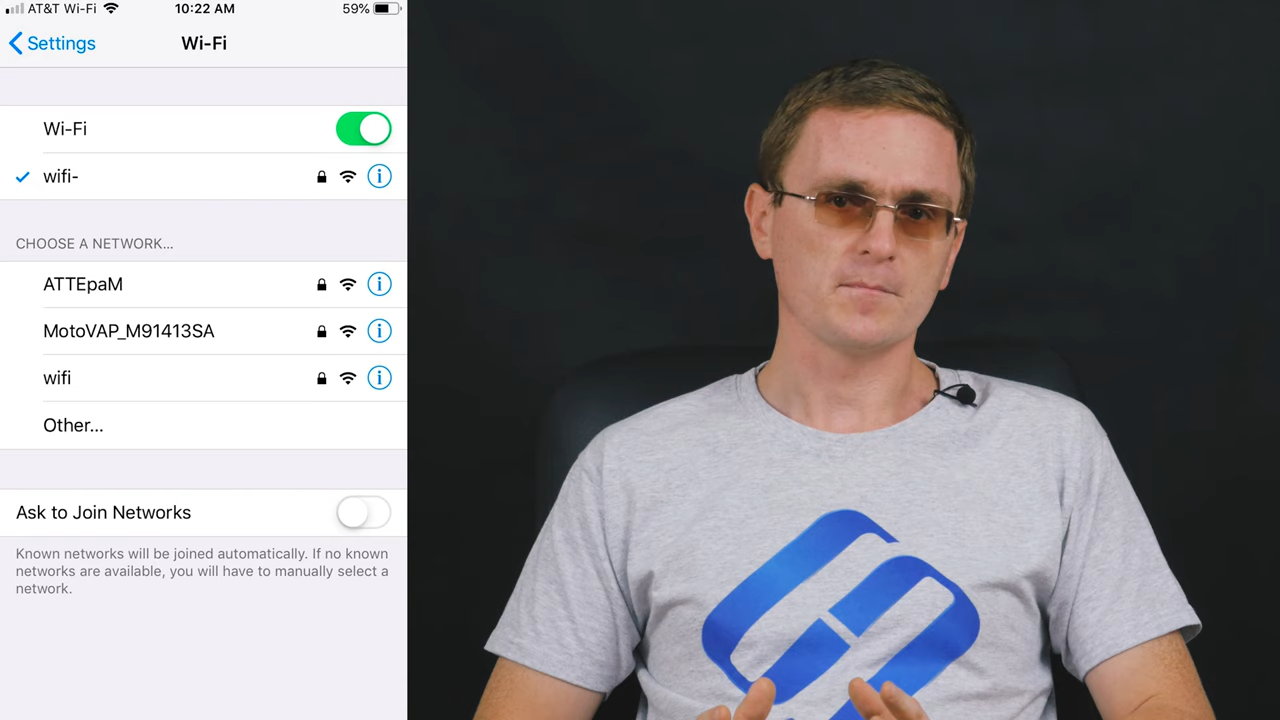 AT&T Wi-Fi 10:22 AM 59%
Settings Wi-Fi
Wi-Fi
wifi-
CHOOSE A NETWORK...
ATTEpaM
MotoVAP_M91413SA
wifi
Other...
Ask to Join Networks
Known networks will be joined automatically. If no known
networks are available, you will have to manually select a
network.